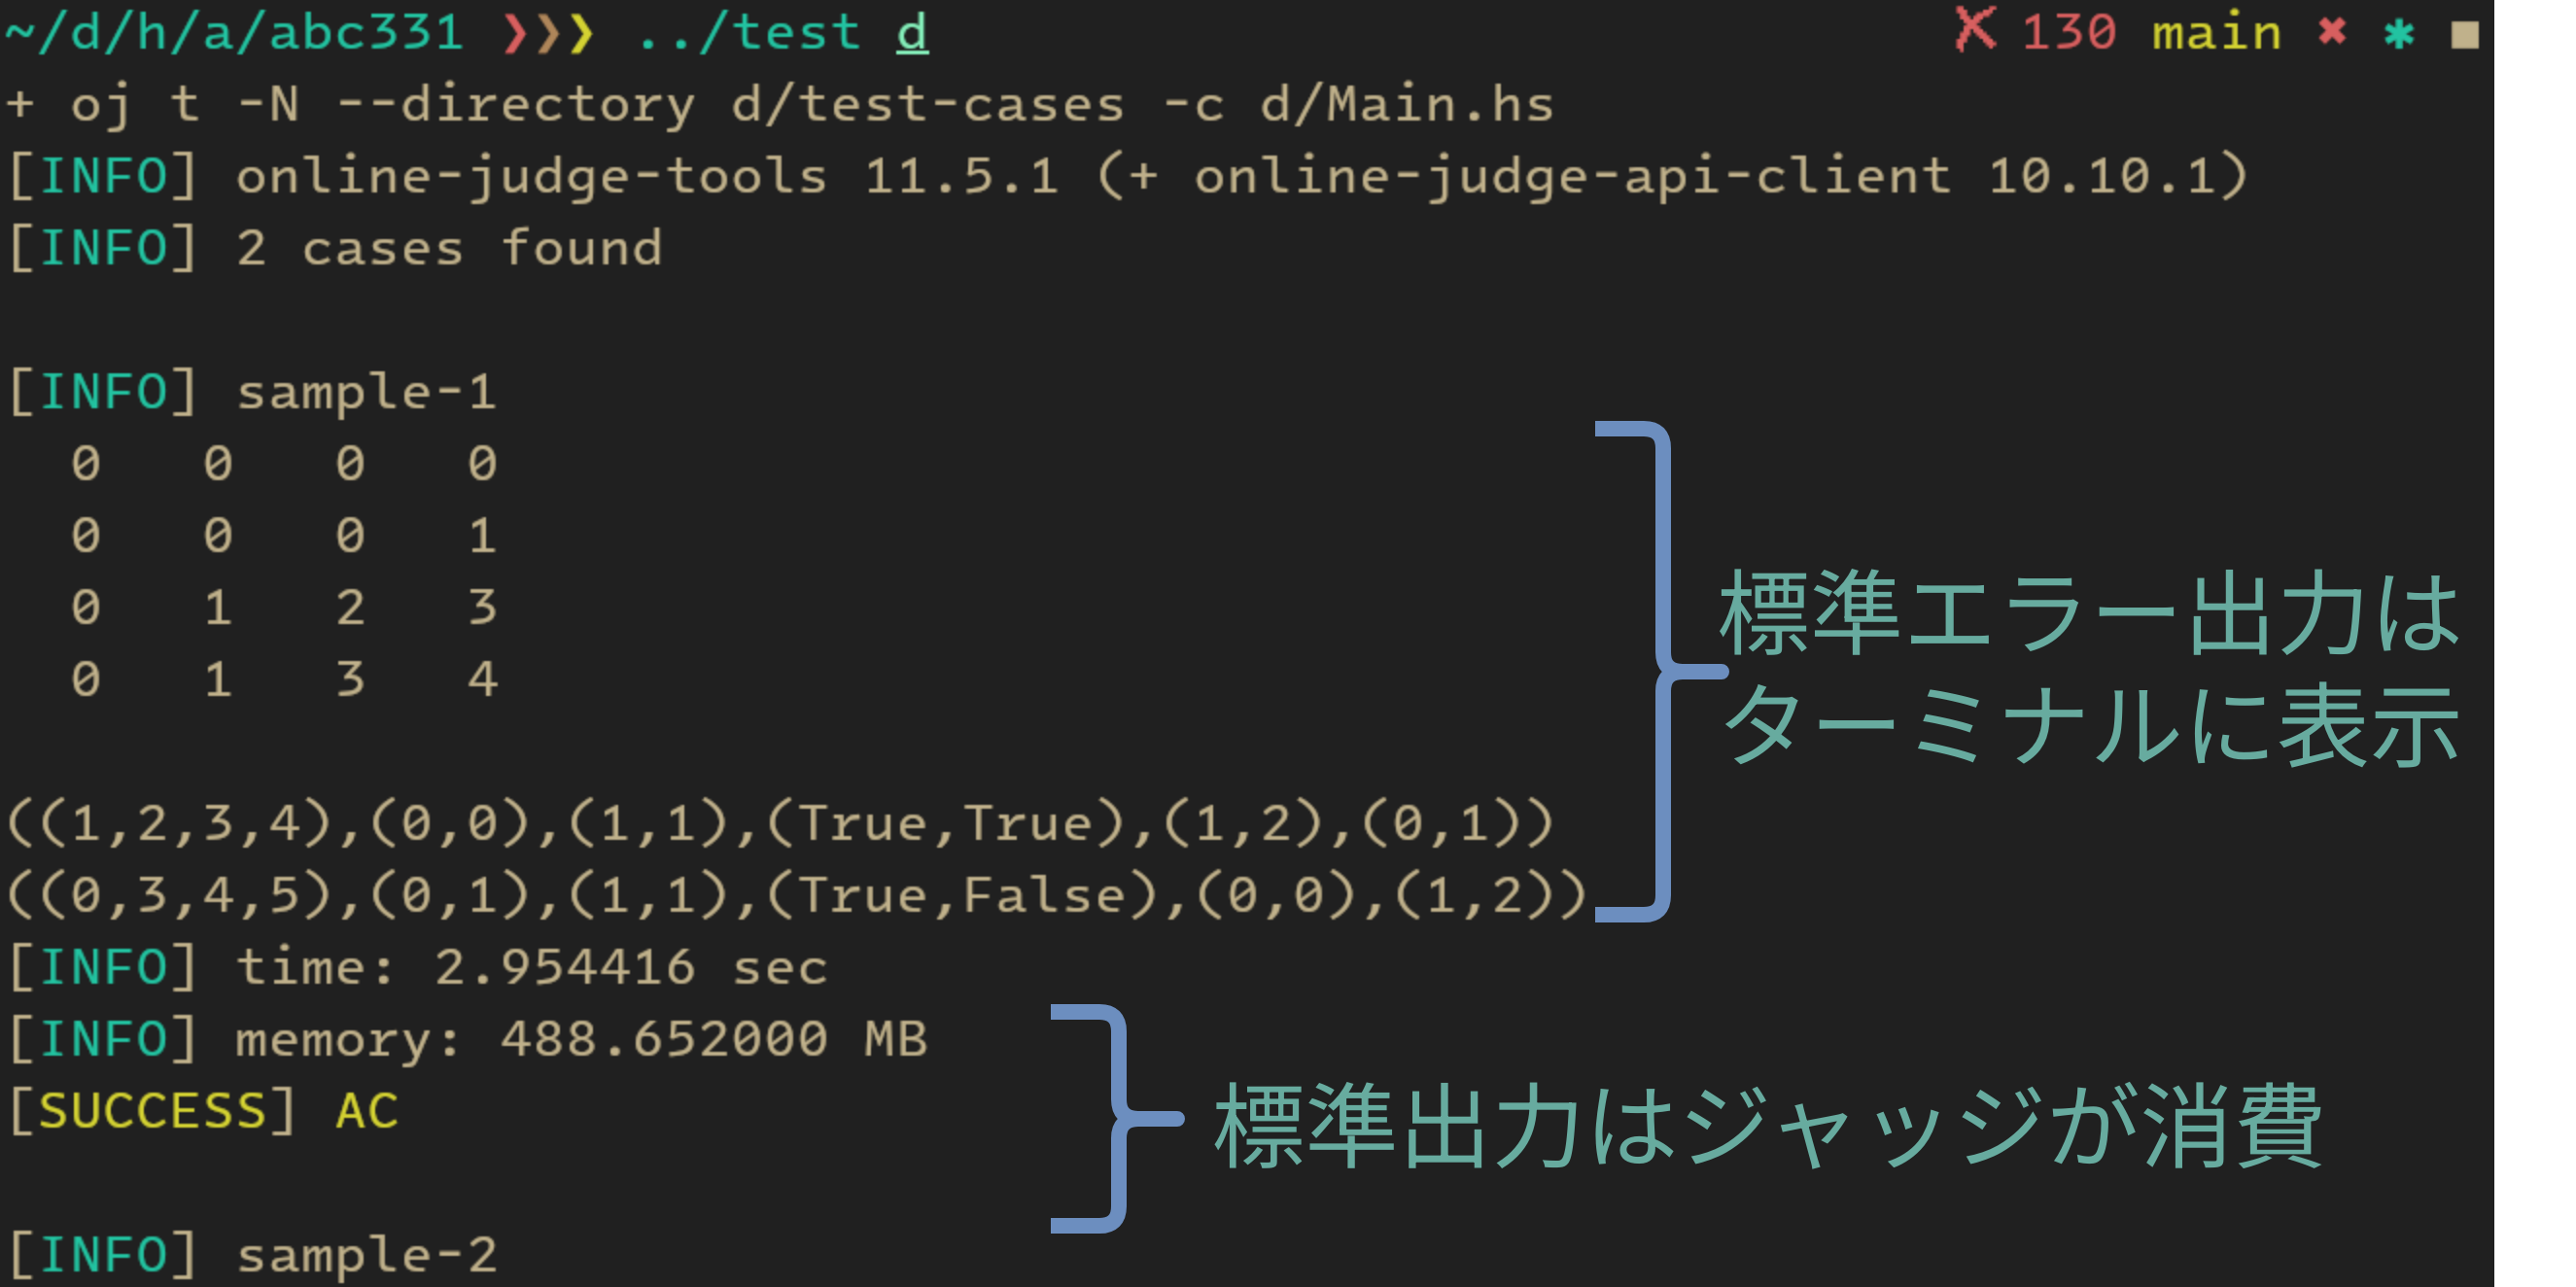 ~/d/h/a/abc331 ❯❯❯ ../test d ✘ 130 main ✖ ✱ ◼
+ oj t -N --directory d/test-cases -c d/Main.hs
[INFO] online-judge-tools 11.5.1 (+ online-judge-api-client 10.10.1)
[INFO] 2 cases found
[INFO] sample-1
0 0 0 0
0 0 0 1
0 1 2 3
0 1 3 4
標準エラー出力は
ターミナルに表示
((1,2,3,4),(0,0),(1,1),(True,True),(1,2),(0,1))
((0,3,4,5),(0,1),(1,1),(True,False),(0,0),(1,2))
[INFO] time: 2.954416 sec
[INFO] memory: 488.652000 MB
[SUCCESS] AC
標準出力はジャッジが消費
[INFO] sample-2